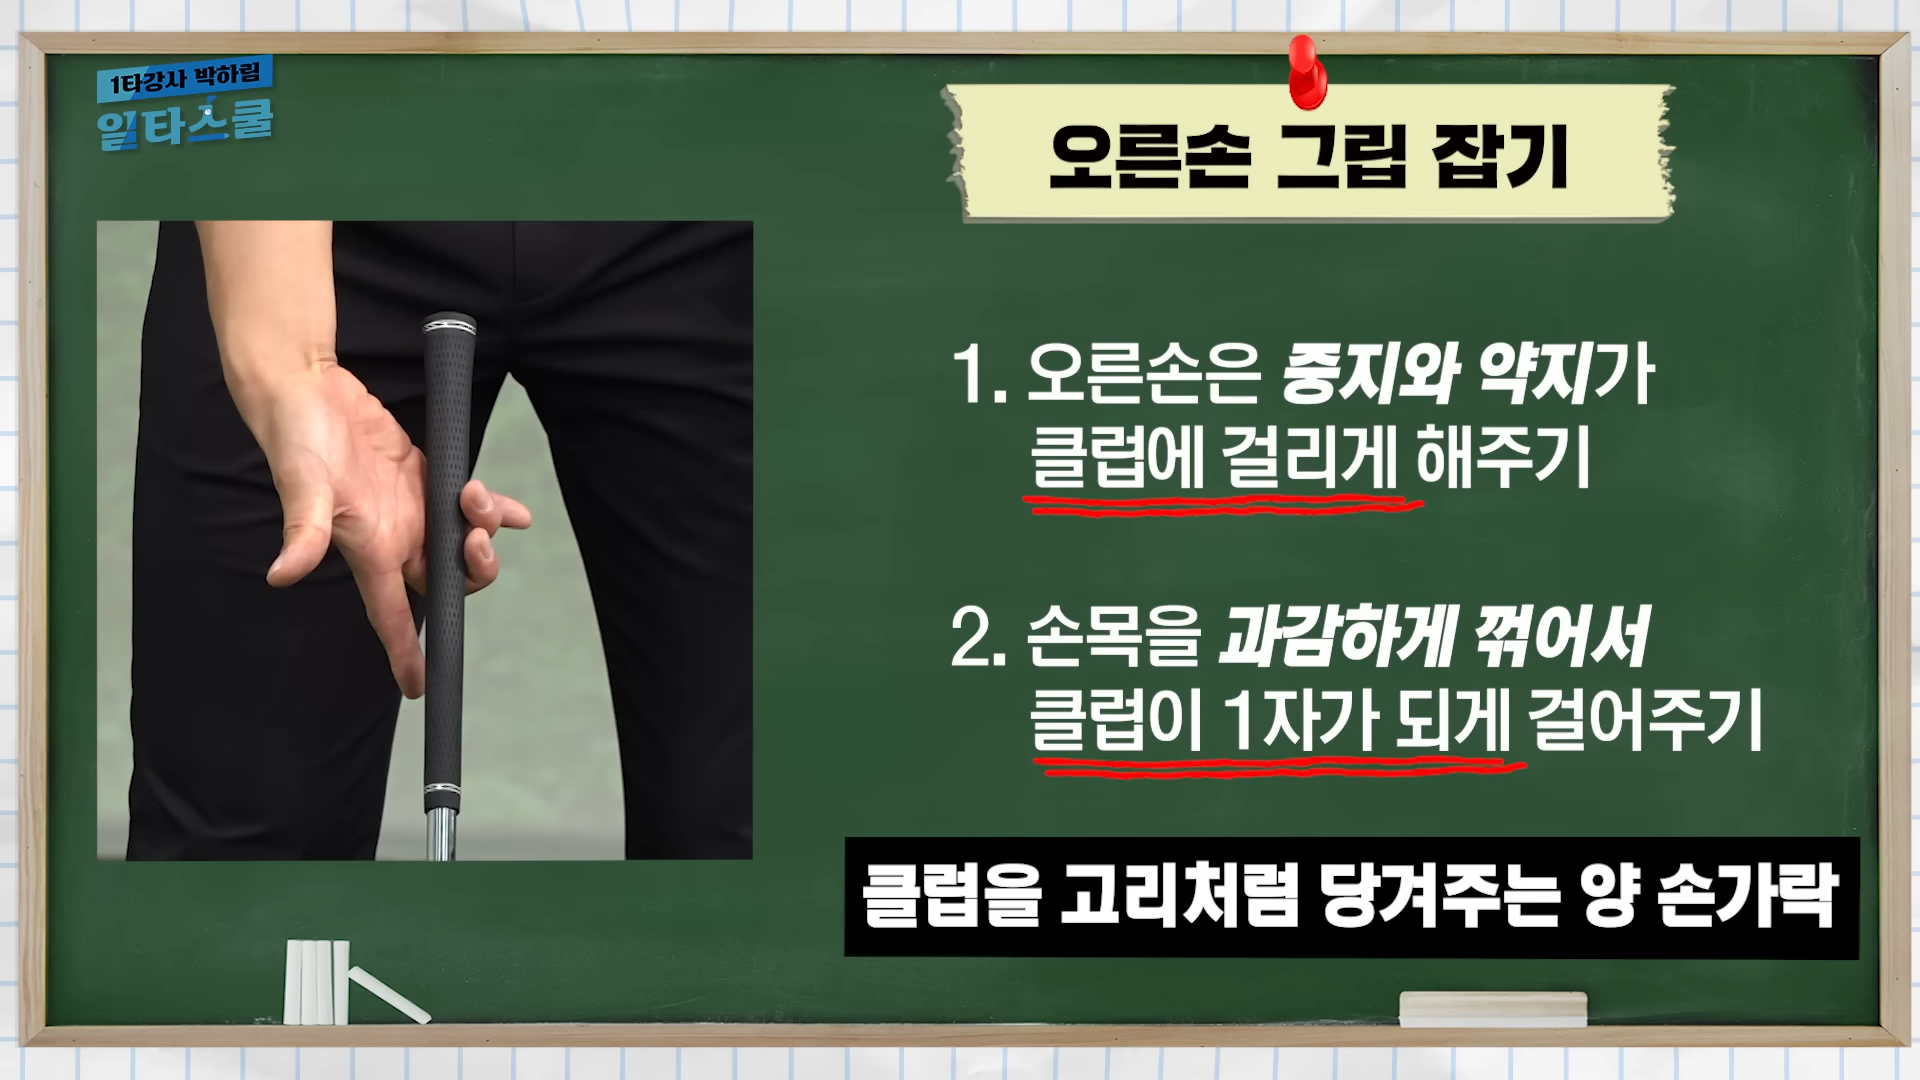 1타강사 박하림
일타스쿨
오른손 그립 잡기
1. 오른손은 중지와 약지가
클럽에 걸리게 해주기
2. 손목을 과감하게 꺾어서
클럽이 1자가 되게 걸어주기
클럽을 고리처럼 당겨주는 양 손가락